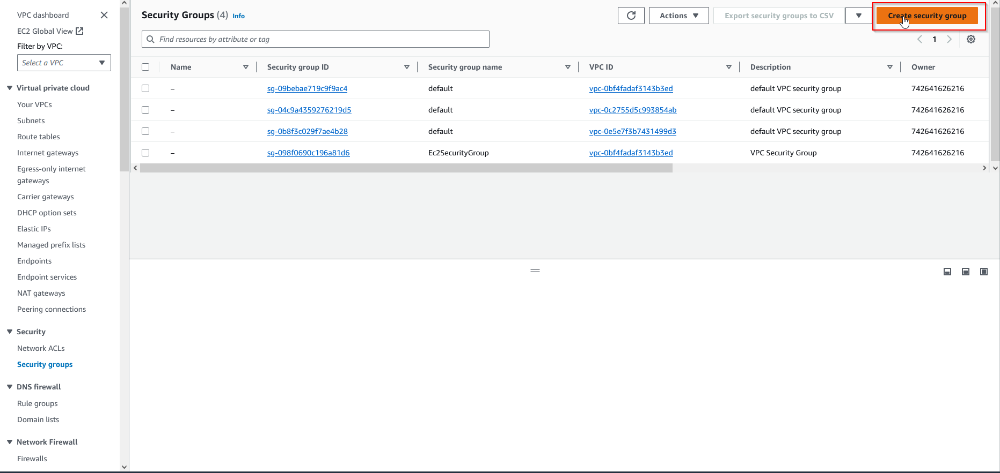 VPC dashboard
EC2 Global View
Filter by VPC:
Select a VPC
Virtual private cloud
Your VPCs
Subnets
Route tables
Internet gateways
Egress-only internet
gateways
Carrier gateways
DHCP option sets
Elastic IPs
Managed prefix lists
Endpoints
Endpoint services
NAT gateways
Peering connections
Security
Network ACLs
Security groups
DNS firewall
Rule groups
Domain lists
Network Firewall
Firewalls
Security Groups (4) Info
Actions
Export security groups to CSV
Create security group
Find resources by attribute or tag
1
Name Security group ID Security group name VPC ID Description Owner
– sg-09bebae719c9f9ac4 default vpc-0bf4fadaf3143b3ed default VPC security group 742641626216
– sg-04c9a4359276219d5 default vpc-0c2755d5c993854ab default VPC security group 742641626216
– sg-0b8f3c029f7ae4b28 default vpc-0e5e7f3b7431499d3 default VPC security group 742641626216
– sg-098f0690c196a81d6 Ec2SecurityGroup vpc-0bf4fadaf3143b3ed VPC Security Group 742641626216